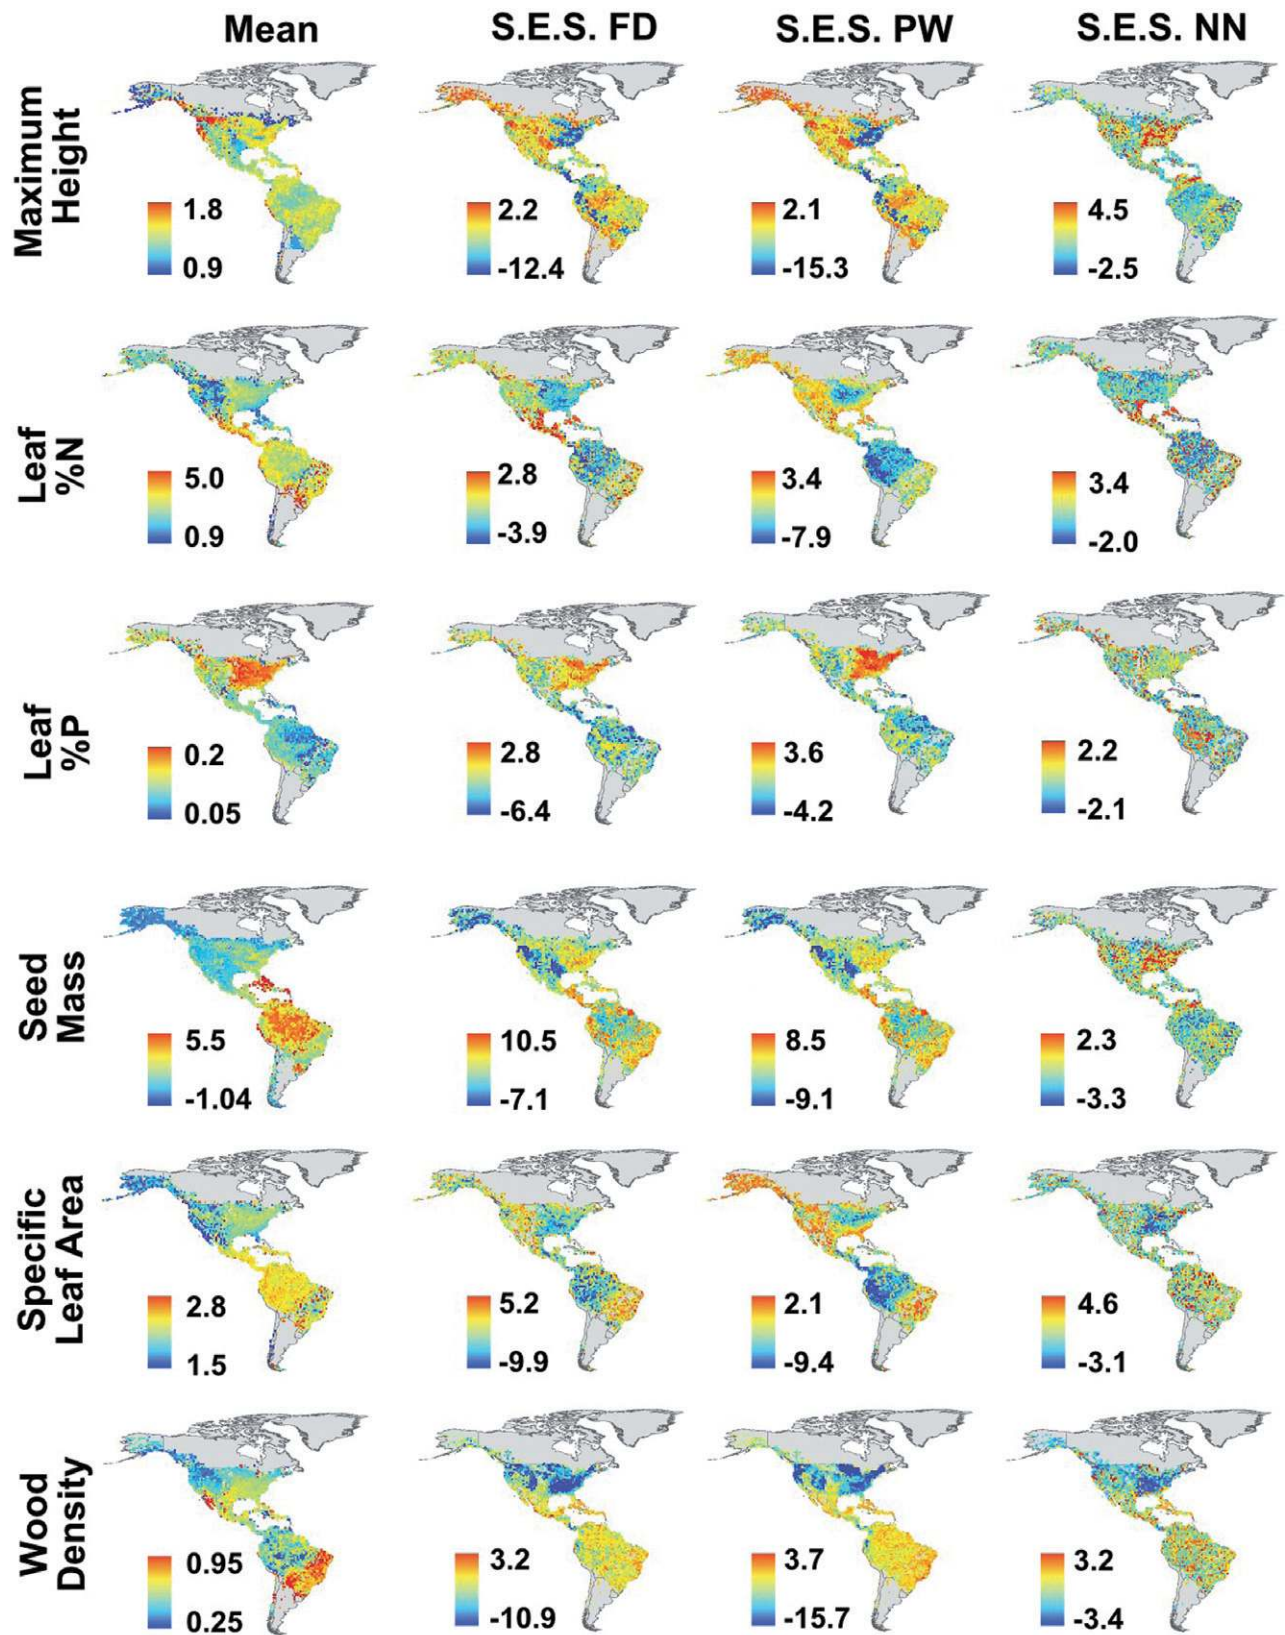 Mean S.E.S. FD S.E.S. PW S.E.S. NN
Maximum
Height
1.8 2.2 2.1 4.5
0.9 -12.4 -15.3 -2.5
Leaf
%N
5.0 2.8 3.4 3.4
0.9 -3.9 -7.9 -2.0
Leaf
%P
0.2 2.8 3.6 2.2
0.05 -6.4 -4.2 -2.1
Seed
Mass
5.5 10.5 8.5 2.3
-1.04 -7.1 -9.1 -3.3
Specific
Leaf Area
2.8 5.2 2.1 4.6
1.5 -9.9 -9.4 -3.1
Wood
Density
0.95 3.2 3.7 3.2
0.25 -10.9 -15.7 -3.4